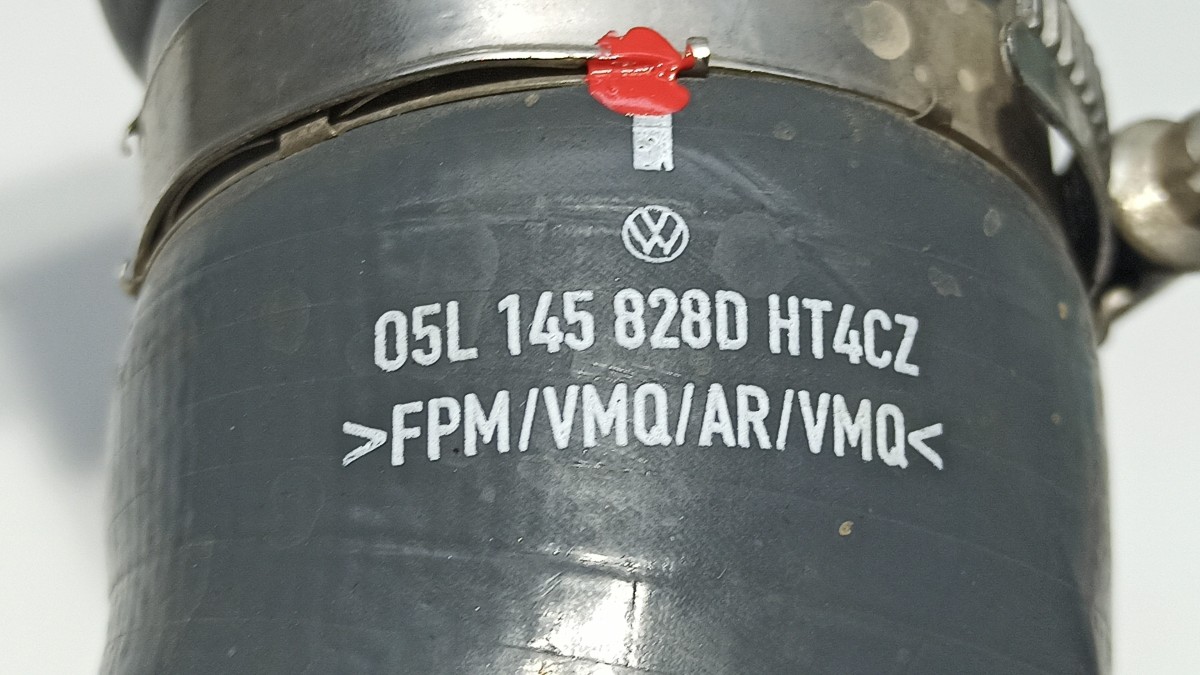 05L 145 828D HT4CZ
>FPM/VMQ/AR/VMQ<